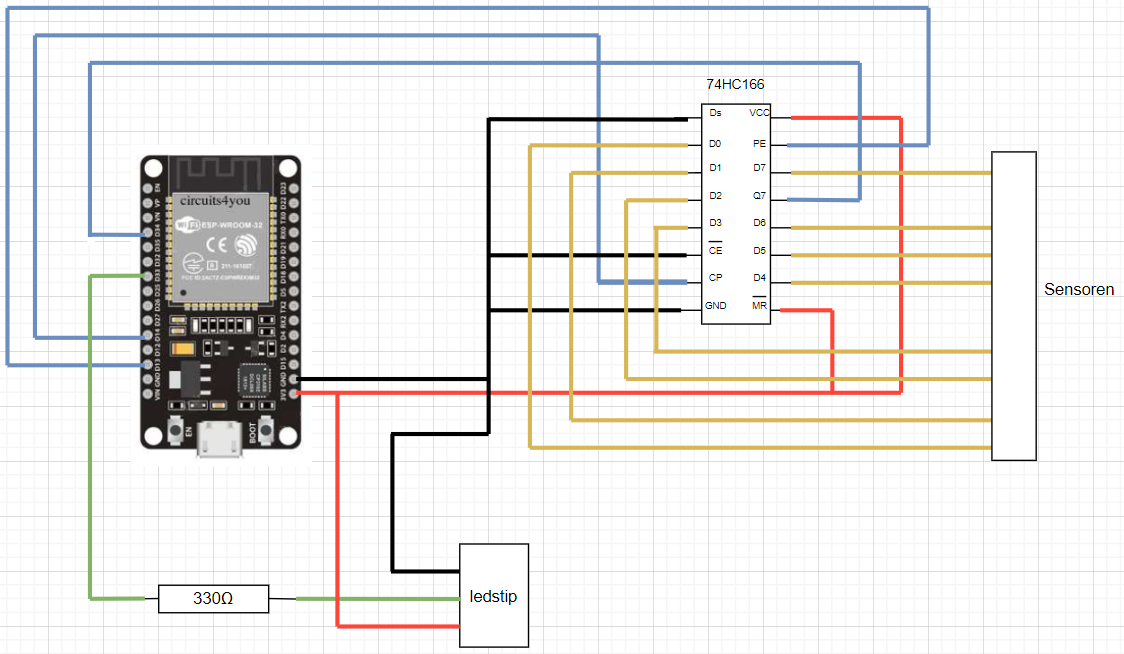 74HC166
Ds VCC
D0 PE
D1 D7
D2 Q7
D3 D6
CE D5
CP D4
GND MR
Sensoren
circuits4you
WiFi ESP-WROOM-32
CE
R 211-161007
EN
VP
VN
D34
D35
D32
D33
D25
D26
D27
D14
D12
D13
GND
VIN
D23
D22
TX0
RX0
D21
D19
D18
D5
TX2
RX2
D4
D2
D15
GND
3V3
EN
BOOT
330Ω
ledstip